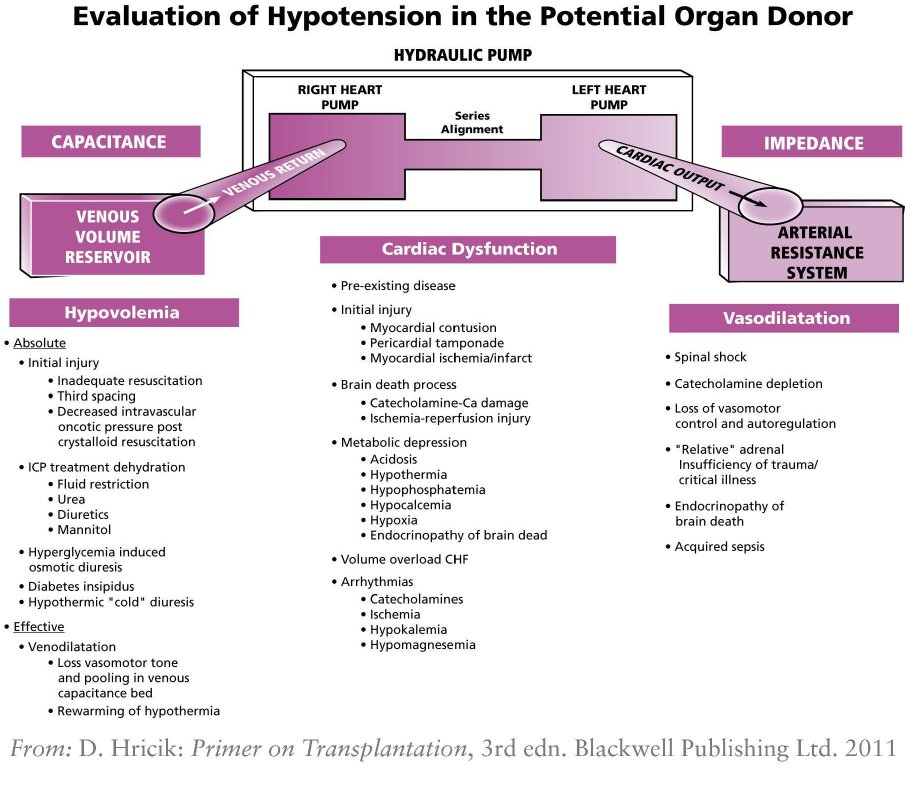 Evaluation of Hypotension in the Potential Organ Donor
HYDRAULIC PUMP
RIGHT HEART
PUMP
LEFT HEART
PUMP
Series
Alignment
CAPACITANCE
IMPEDANCE
VENOUS RETURN
CARDIAC OUTPUT
VENOUS
VOLUME
RESERVOIR
ARTERIAL
RESISTANCE
SYSTEM
Hypovolemia
• Absolute
• Initial injury
• Inadequate resuscitation
• Third spacing
• Decreased intravascular
oncotic pressure post
crystalloid resuscitation
• ICP treatment dehydration
• Fluid restriction
• Urea
• Diuretics
• Mannitol
• Hyperglycemia induced
osmotic diuresis
• Diabetes insipidus
• Hypothermic "cold" diuresis
• Effective
• Venodilatation
• Loss vasomotor tone
and pooling in venous
capacitance bed
• Rewarming of hypothermia
Cardiac Dysfunction
• Pre-existing disease
• Initial injury
• Myocardial contusion
• Pericardial tamponade
• Myocardial ischemia/infarct
• Brain death process
• Catecholamine-Ca damage
• Ischemia-reperfusion injury
• Metabolic depression
• Acidosis
• Hypothermia
• Hypophosphatemia
• Hypocalcemia
• Hypoxia
• Endocrinopathy of brain dead
• Volume overload CHF
• Arrhythmias
• Catecholamines
• Ischemia
• Hypokalemia
• Hypomagnesemia
Vasodilatation
• Spinal shock
• Catecholamine depletion
• Loss of vasomotor
control and autoregulation
• "Relative" adrenal
Insufficiency of trauma/
critical illness
• Endocrinopathy of
brain death
• Acquired sepsis
From: D. Hricik: Primer on Transplantation, 3rd edn. Blackwell Publishing Ltd. 2011